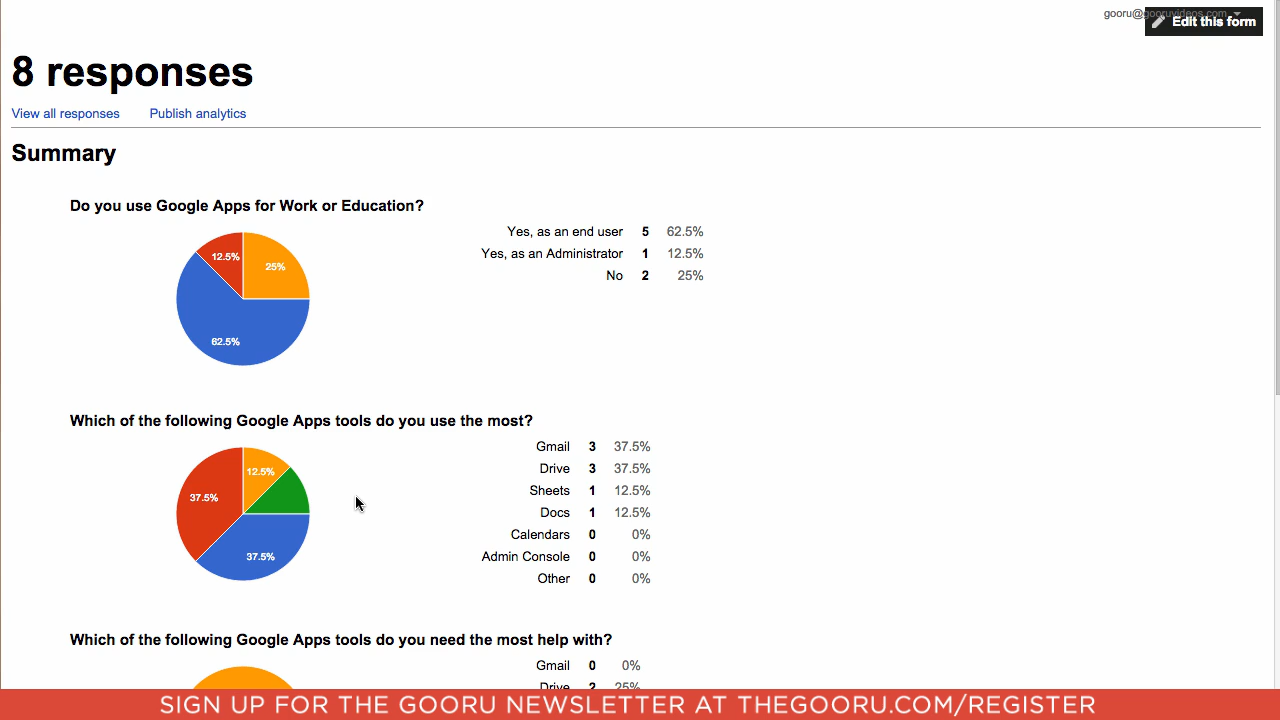 gooru@gooruvideos.com
Edit this form
8 responses
View all responses Publish analytics
Summary
Do you use Google Apps for Work or Education?
Yes, as an end user 5 62.5%
Yes, as an Administrator 1 12.5%
No 2 25%
12.5%
25%
62.5%
Which of the following Google Apps tools do you use the most?
Gmail 3 37.5%
Drive 3 37.5%
Sheets 1 12.5%
Docs 1 12.5%
Calendars 0 0%
Admin Console 0 0%
Other 0 0%
12.5%
37.5%
37.5%
Which of the following Google Apps tools do you need the most help with?
Gmail 0 0%
Drive 2 25%
SIGN UP FOR THE GOORU NEWSLETTER AT THEGOORU.COM/REGISTER